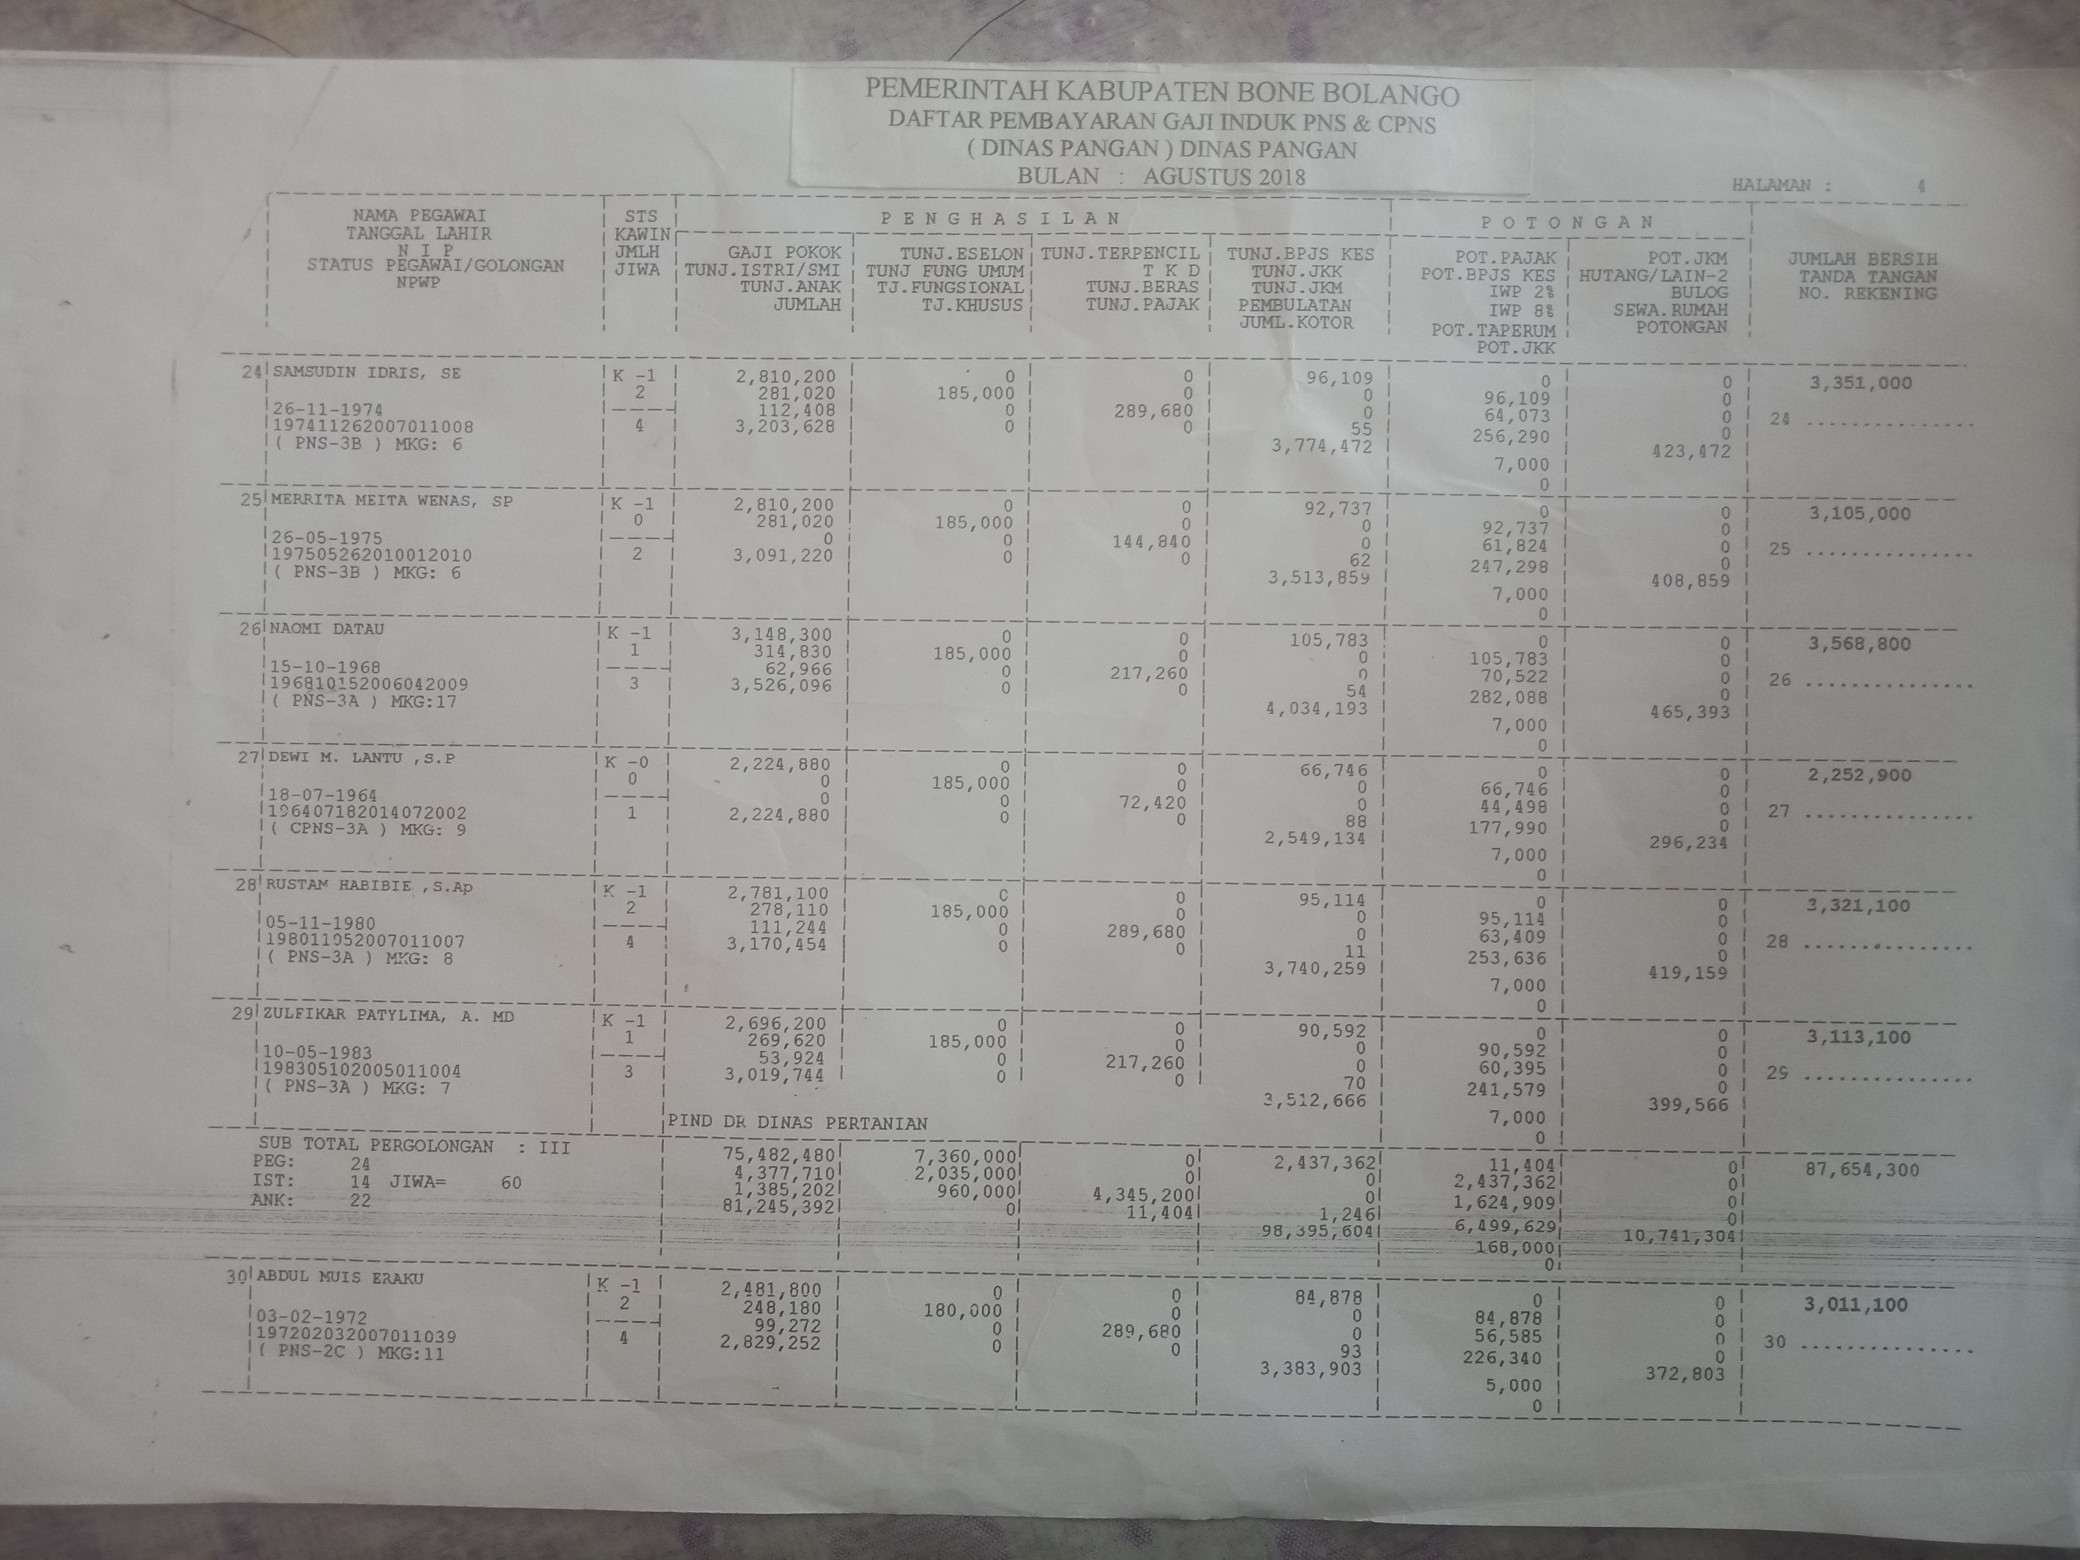 PEMERINTAH KABUPATEN BONE BOLANGO
DAFTAR PEMBAYARAN GAJI INDUK PNS & CPNS
( DINAS PANGAN ) DINAS PANGAN
BULAN : AGUSTUS 2018
HALAMAN : 4
NAMA PEGAWAI STS P E N G H A S I L A N P O T O N G A N
TANGGAL LAHIR KAWIN
N I P JMLH GAJI POKOK TUNJ.ESELON TUNJ.TERPENCIL TUNJ.BPJS KES POT.PAJAK POT.JKM JUMLAH BERSIH
STATUS PEGAWAI/GOLONGAN JIWA TUNJ.ISTRI/SMI TUNJ FUNG UMUM T K D TUNJ.JKK POT.BPJS KES HUTANG/LAIN-2 TANDA TANGAN
NPWP TUNJ.ANAK TJ.FUNGSIONAL TUNJ.BERAS TUNJ.JKM IWP 2% BULOG NO. REKENING
JUMLAH TJ.KHUSUS TUNJ.PAJAK PEMBULATAN IWP 8% SEWA.RUMAH
JUML.KOTOR POT.TAPERUM POTONGAN
POT.JKK
24 SAMSUDIN IDRIS, SE K -1 2,810,200 0 0 96,109 0 0 3,351,000
2 281,020 185,000 0 0 96,109 0
26-11-1974 112,408 0 289,680 0 64,073 0 24 ...............
197411262007011008 4 3,203,628 0 0 55 256,290 0
( PNS-3B ) MKG: 6 3,774,472 7,000 423,472
0
25 MERRITA MEITA WENAS, SP K -1 2,810,200 0 0 92,737 0 0 3,105,000
0 281,020 185,000 0 0 92,737 0
26-05-1975 0 0 144,840 0 61,824 0 25 ...............
197505262010012010 2 3,091,220 0 0 62 247,298 0
( PNS-3B ) MKG: 6 3,513,859 7,000 408,859
0
26 NAOMI DATAU K -1 3,148,300 0 0 105,783 0 0 3,568,800
1 314,830 185,000 0 0 105,783 0
15-10-1968 62,966 0 217,260 0 70,522 0 26 ...............
196810152006042009 3 3,526,096 0 0 54 282,088 0
( PNS-3A ) MKG:17 4,034,193 7,000 465,393
0
27 DEWI M. LANTU ,S.P K -0 2,224,880 0 0 66,746 0 0 2,252,900
0 0 185,000 0 0 66,746 0
18-07-1964 0 0 72,420 0 44,498 0 27 ...............
196407182014072002 1 2,224,880 0 0 88 177,990 0
( CPNS-3A ) MKG: 9 2,549,134 7,000 296,234
0
28 RUSTAM HABIBIE ,S.Ap K -1 2,781,100 0 0 95,114 0 0 3,321,100
2 278,110 185,000 0 0 95,114 0
05-11-1980 111,244 0 289,680 0 63,409 0 28 ...............
198011052007011007 4 3,170,454 0 0 11 253,636 0
( PNS-3A ) MKG: 8 3,740,259 7,000 419,159
0
29 ZULFIKAR PATYLIMA, A. MD K -1 2,696,200 0 0 90,592 0 0 3,113,100
1 269,620 185,000 0 0 90,592 0
10-05-1983 53,924 0 217,260 0 60,395 0 29 ...............
198305102005011004 3 3,019,744 0 0 70 241,579 0
( PNS-3A ) MKG: 7 3,512,666 7,000 399,566
PIND DR DINAS PERTANIAN 0
SUB TOTAL PERGOLONGAN : III 75,482,480 7,360,000 0 2,437,362 11,404 0 87,654,300
PEG: 24 4,377,710 2,035,000 0 0 2,437,362 0
IST: 14 JIWA= 60 1,385,202 960,000 4,345,200 0 1,624,909 0
ANK: 22 81,245,392 0 11,404 1,246 6,499,629 0
98,395,604 168,000 10,741,304
0
30 ABDUL MUIS ERAKU K -1 2,481,800 0 0 84,878 0 0 3,011,100
2 248,180 180,000 0 0 84,878 0
03-02-1972 99,272 0 289,680 0 56,585 0 30 ...............
197202032007011039 4 2,829,252 0 0 93 226,340 0
( PNS-2C ) MKG:11 3,383,903 5,000 372,803
0